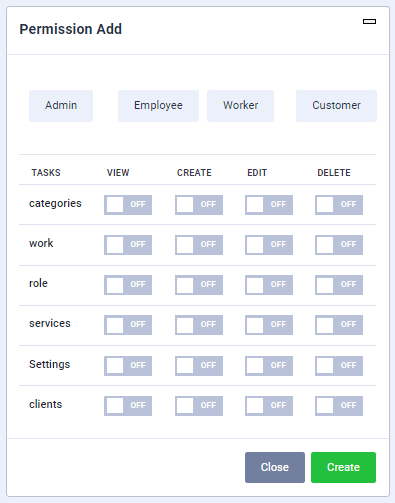 Permission Add
Admin Employee Worker Customer
TASKS VIEW CREATE EDIT DELETE
categories OFF OFF OFF OFF
work OFF OFF OFF OFF
role OFF OFF OFF OFF
services OFF OFF OFF OFF
Settings OFF OFF OFF OFF
clients OFF OFF OFF OFF
Close Create